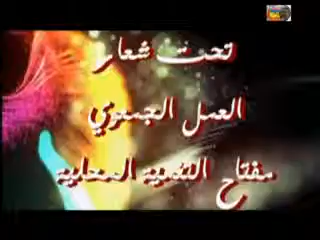 تحت شعار
العمل الجمعوي
مفتاح التنمية المحلية